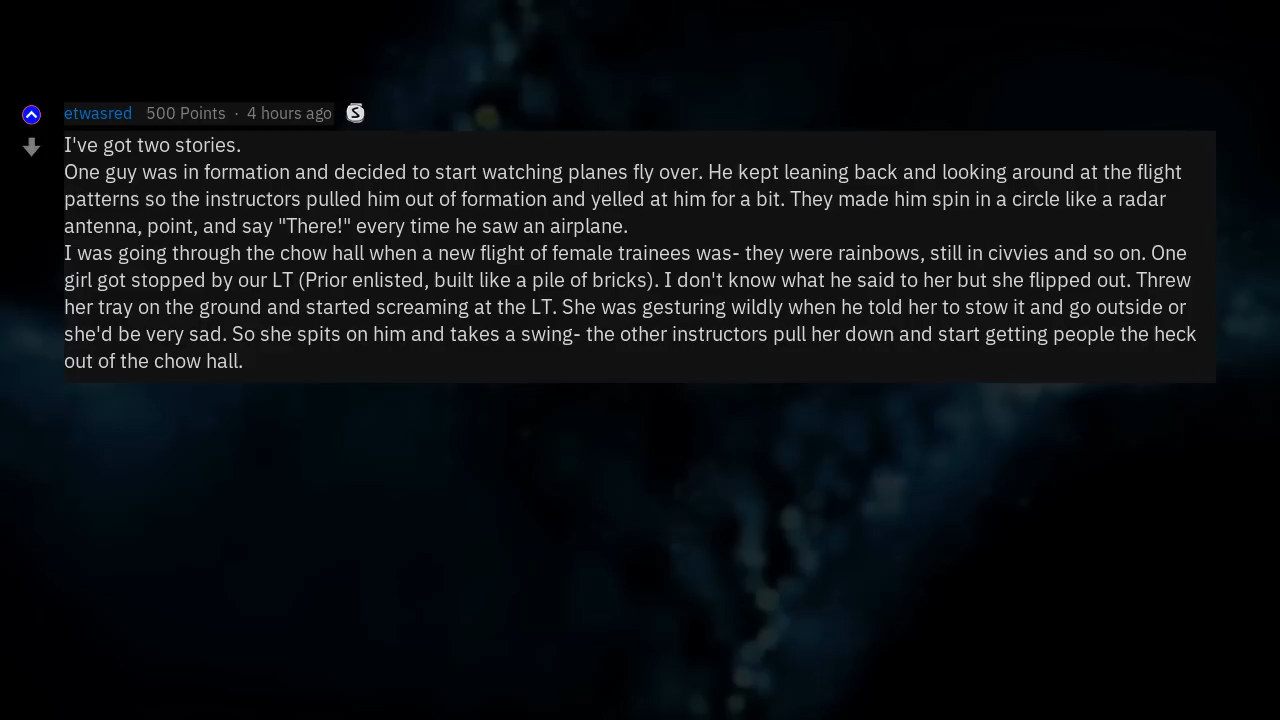 etwasred 500 Points · 4 hours ago S
I've got two stories.
One guy was in formation and decided to start watching planes fly over. He kept leaning back and looking around at the flight
patterns so the instructors pulled him out of formation and yelled at him for a bit. They made him spin in a circle like a radar
antenna, point, and say "There!" every time he saw an airplane.
I was going through the chow hall when a new flight of female trainees was- they were rainbows, still in civvies and so on. One
girl got stopped by our LT (Prior enlisted, built like a pile of bricks). I don't know what he said to her but she flipped out. Threw
her tray on the ground and started screaming at the LT. She was gesturing wildly when he told her to stow it and go outside or
she'd be very sad. So she spits on him and takes a swing- the other instructors pull her down and start getting people the heck
out of the chow hall.